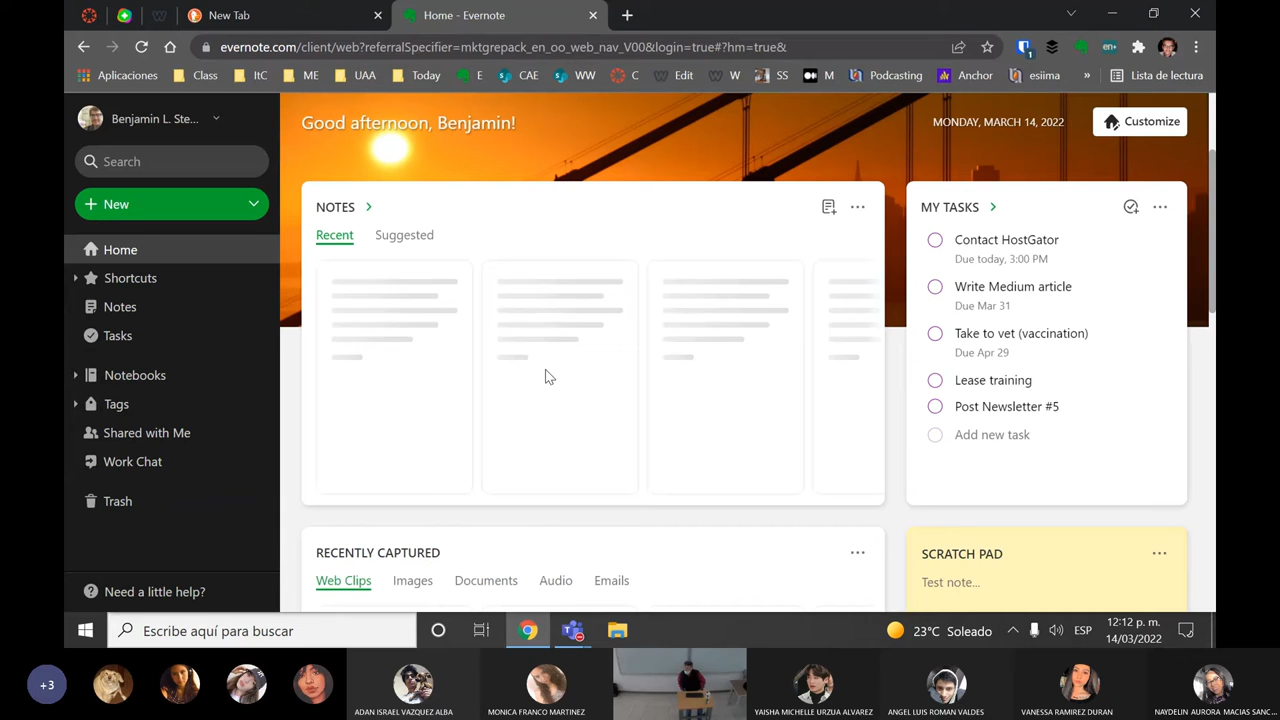 New Tab
Home - Evernote
evernote.com/client/web?referralSpecifier=mktgrepack_en_oo_web_nav_V00&login=true#?hm=true&
Aplicaciones Class ItC ME UAA Today E CAE WW C Edit W SS M Podcasting Anchor esiima » Lista de lectura
Benjamin L. Ste...
Good afternoon, Benjamin!
MONDAY, MARCH 14, 2022
Customize
Search
New
Home
Shortcuts
Notes
Tasks
Notebooks
Tags
Shared with Me
Work Chat
Trash
Need a little help?
NOTES
Recent Suggested
MY TASKS
Contact HostGator
Due today, 3:00 PM
Write Medium article
Due Mar 31
Take to vet (vaccination)
Due Apr 29
Lease training
Post Newsletter #5
Add new task
RECENTLY CAPTURED
Web Clips Images Documents Audio Emails
SCRATCH PAD
Test note...
Escribe aquí para buscar
23°C Soleado
ESP
12:12 p. m.
14/03/2022
+3
ADAN ISRAEL VAZQUEZ ALBA
MONICA FRANCO MARTINEZ
YAISHA MICHELLE URZUA ALVAREZ
ANGEL LUIS ROMAN VALDES
VANESSA RAMIREZ DURAN
NAYDELIN AURORA MACIAS SANC